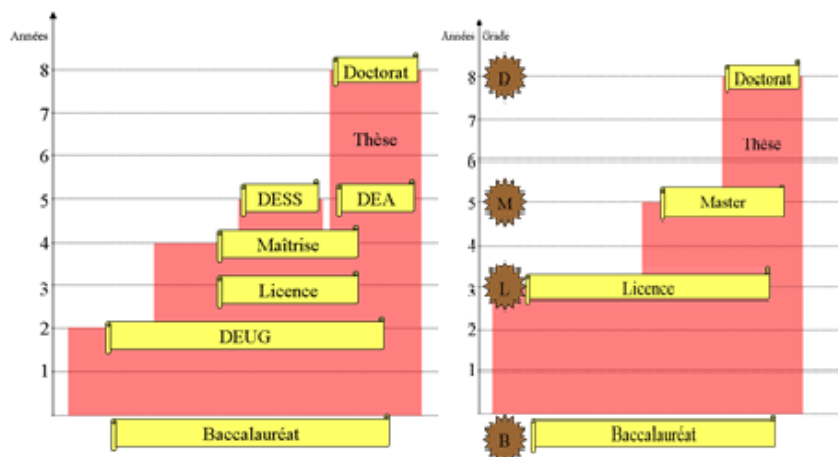 Années
8
Doctorat
7
Thèse
6
5
DESS
DEA
4
Maîtrise
3
Licence
2
DEUG
1
Baccalauréat
Années Grade
8
D
Doctorat
7
Thèse
6
5
M
Master
4
3
L
Licence
2
1
B
Baccalauréat